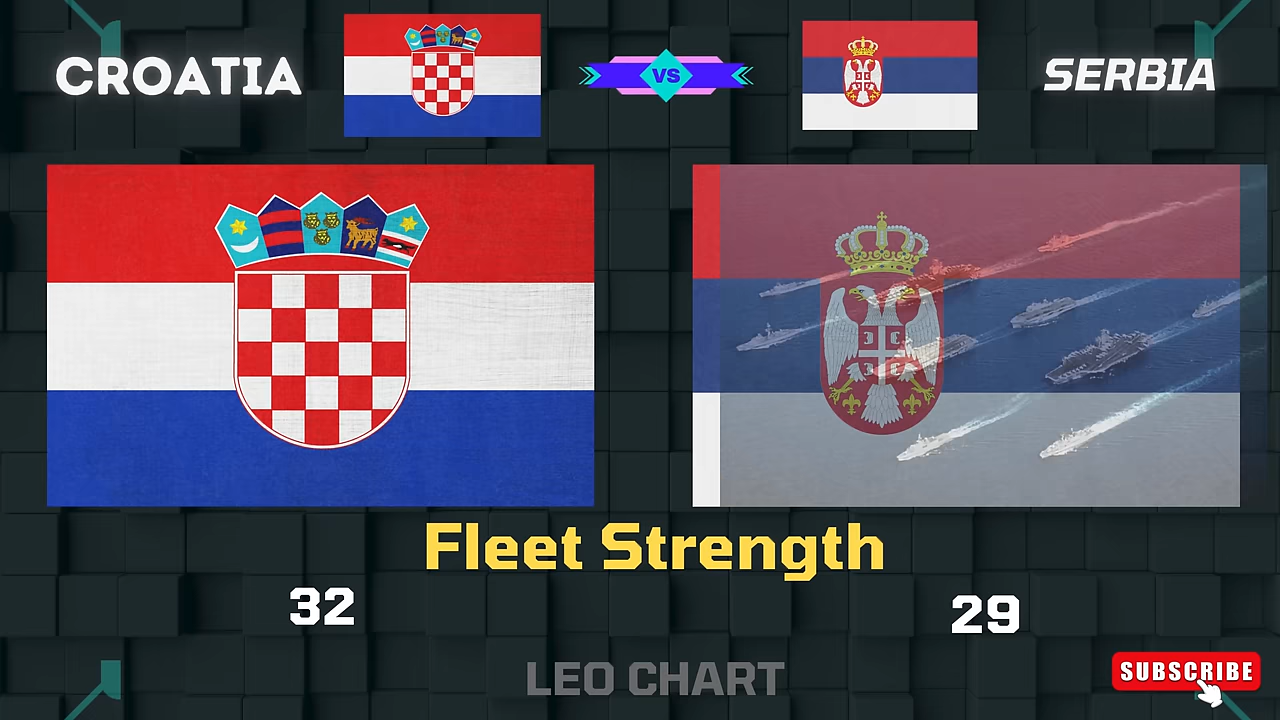 CROATIA
VS
SERBIA
Fleet Strength
32
29
LEO CHART
SUBSCRIBE